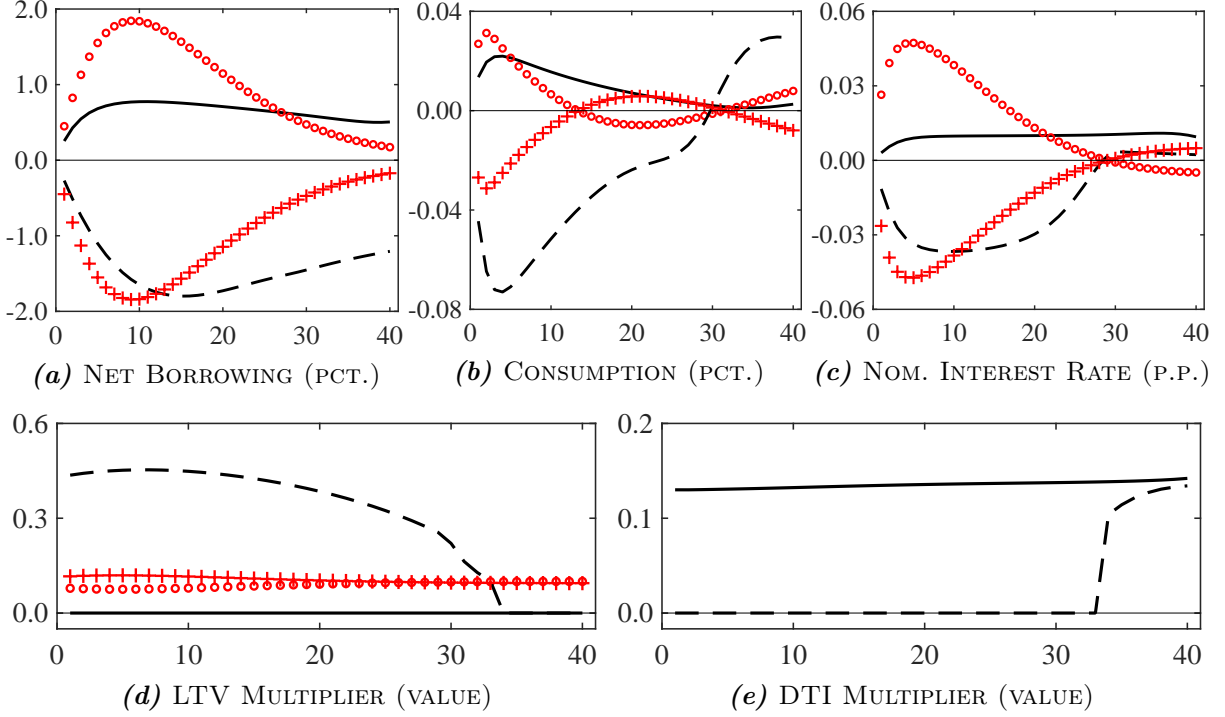 2.0
1.0
0.0
-1.0
-2.0
0 10 20 30 40
(a) NET BORROWING (PCT.)
0.04
0.00
-0.04
-0.08
0 10 20 30 40
(b) CONSUMPTION (PCT.)
0.06
0.03
0.00
-0.03
-0.06
0 10 20 30 40
(c) NOM. INTEREST RATE (P.P.)
0.6
0.3
0.0
0 10 20 30 40
(d) LTV MULTIPLIER (VALUE)
0.2
0.1
0.0
0 10 20 30 40
(e) DTI MULTIPLIER (VALUE)